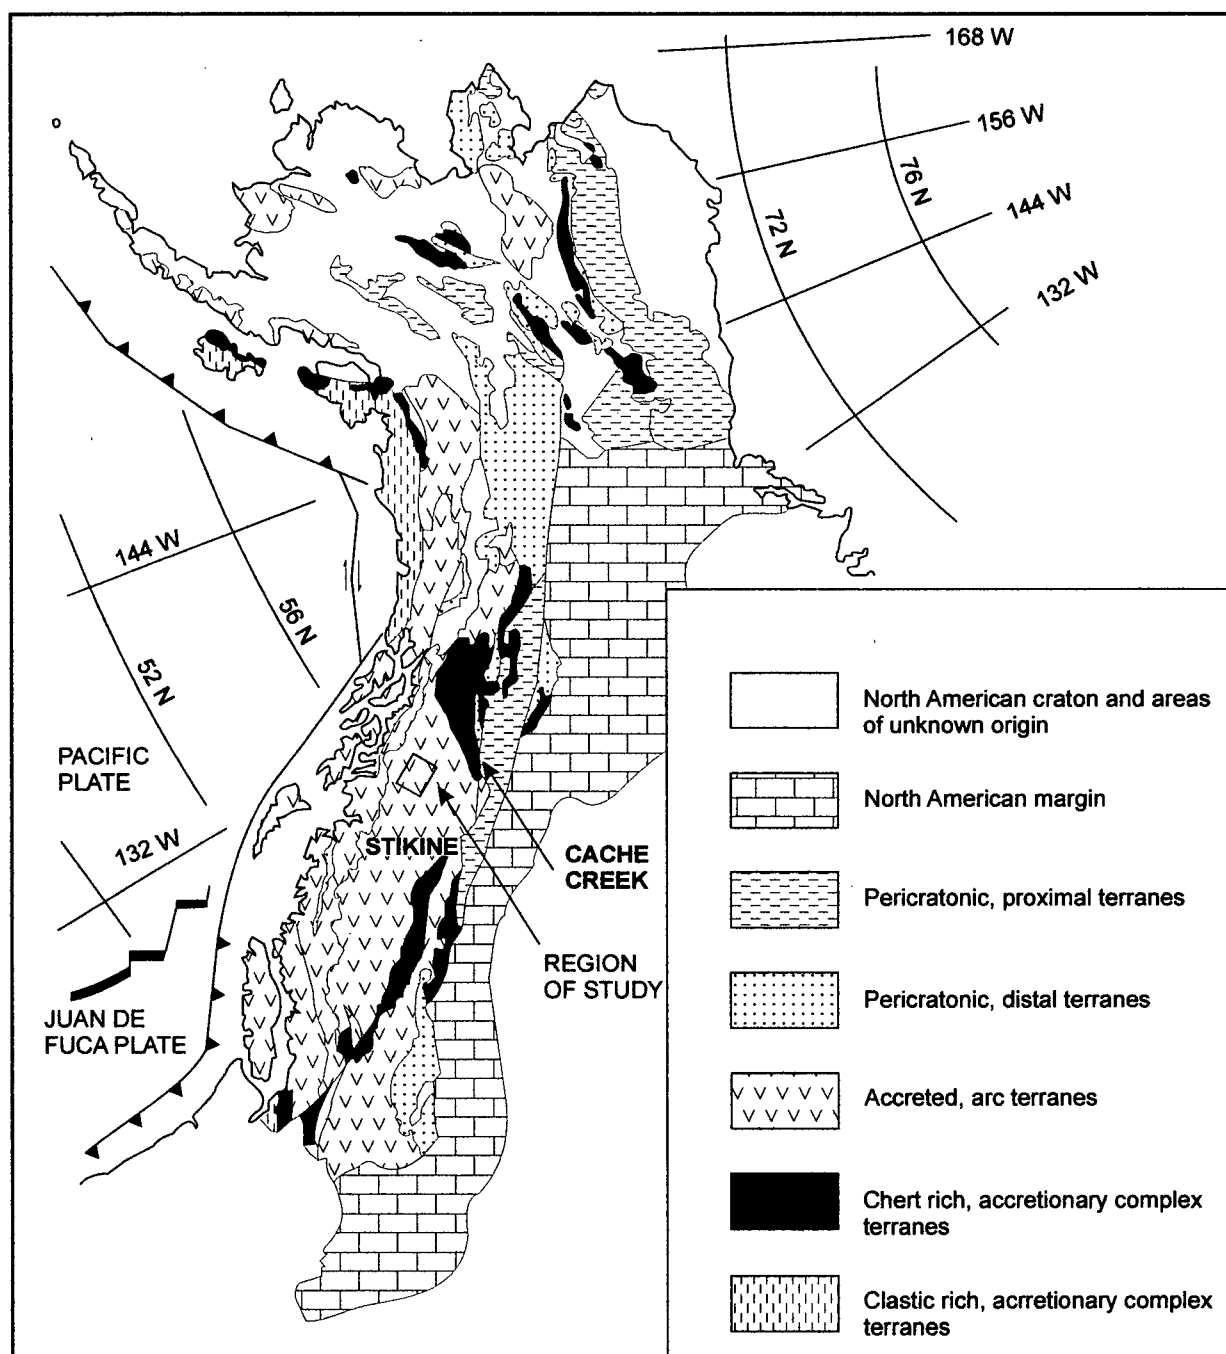 168 W
156 W
76 N
144 W
72 N
132 W
144 W
56 N
52 N
PACIFIC
PLATE
132 W
STIKINE
CACHE
CREEK
REGION
OF STUDY
JUAN DE
FUCA PLATE
North American craton and areas
of unknown origin
North American margin
Pericratonic, proximal terranes
Pericratonic, distal terranes
Accreted, arc terranes
Chert rich, accretionary complex
terranes
Clastic rich, acrretionary complex
terranes